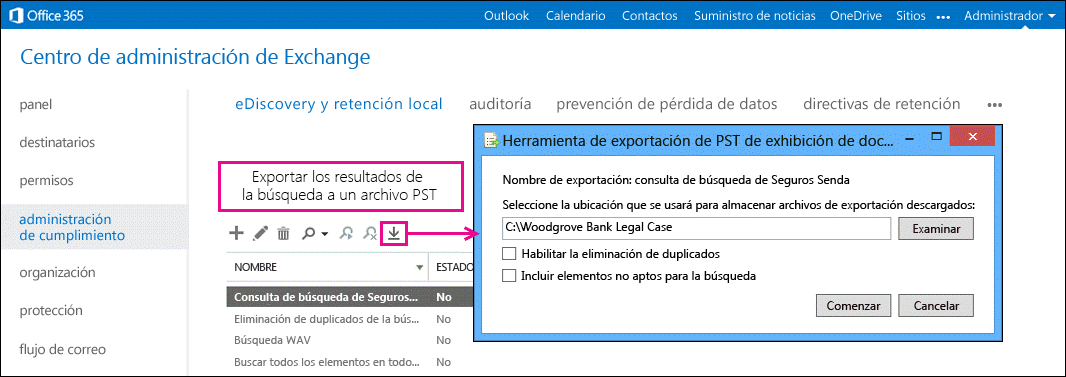 Office 365
Outlook Calendario Contactos Suministro de noticias OneDrive Sitios ••• Administrador
Centro de administración de Exchange
panel
destinatarios
permisos
administración
de cumplimiento
organización
protección
flujo de correo
eDiscovery y retención local auditoría prevención de pérdida de datos directivas de retención •••
Exportar los resultados de
la búsqueda a un archivo PST
NOMBRE ESTADO
Consulta de búsqueda de Seguros... No
Eliminación de duplicados de la bús... No
Búsqueda WAV No
Buscar todos los elementos en todo... No
Herramienta de exportación de PST de exhibición de doc...
Nombre de exportación: consulta de búsqueda de Seguros Senda
Seleccione la ubicación que se usará para almacenar archivos de exportación descargados:
C:\Woodgrove Bank Legal Case
Examinar
Habilitar la eliminación de duplicados
Incluir elementos no aptos para la búsqueda
Comenzar Cancelar